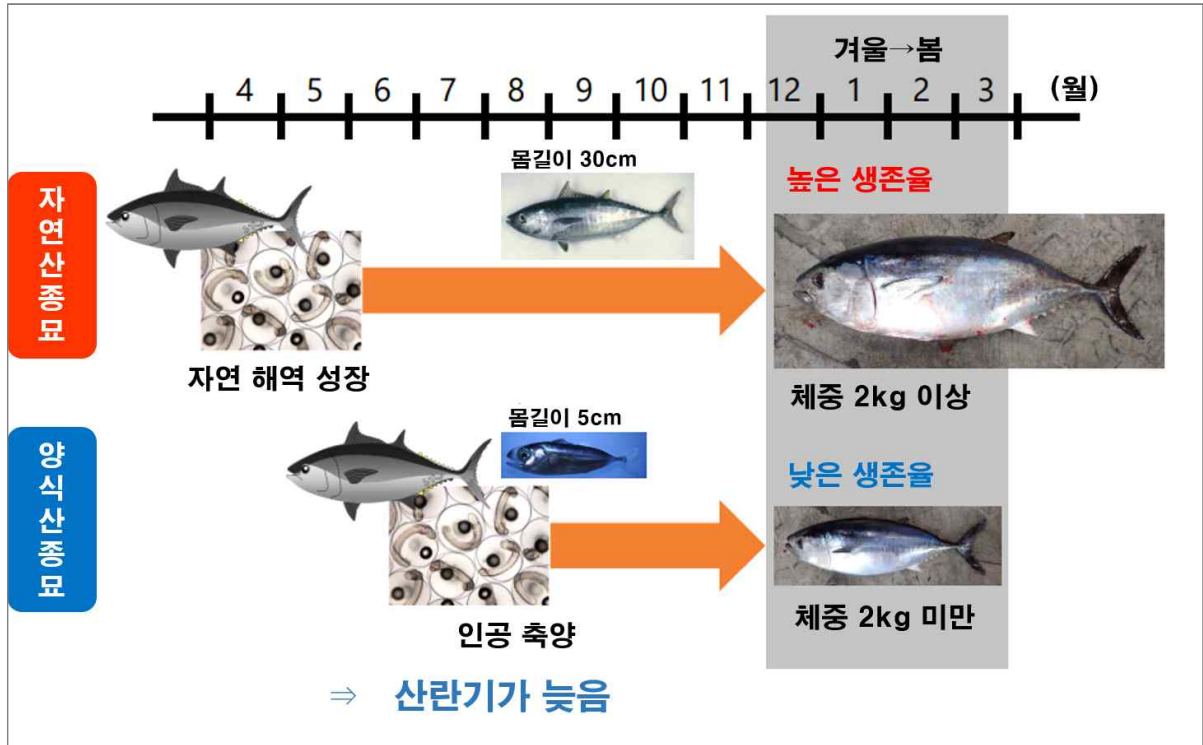 겨울→봄
4 5 6 7 8 9 10 11 12 1 2 3 (월)
자연산종묘
몸길이 30cm
높은 생존율
자연 해역 성장
체중 2kg 이상
양식산종묘
몸길이 5cm
낮은 생존율
인공 축양
체중 2kg 미만
⇒ 산란기가 늦음